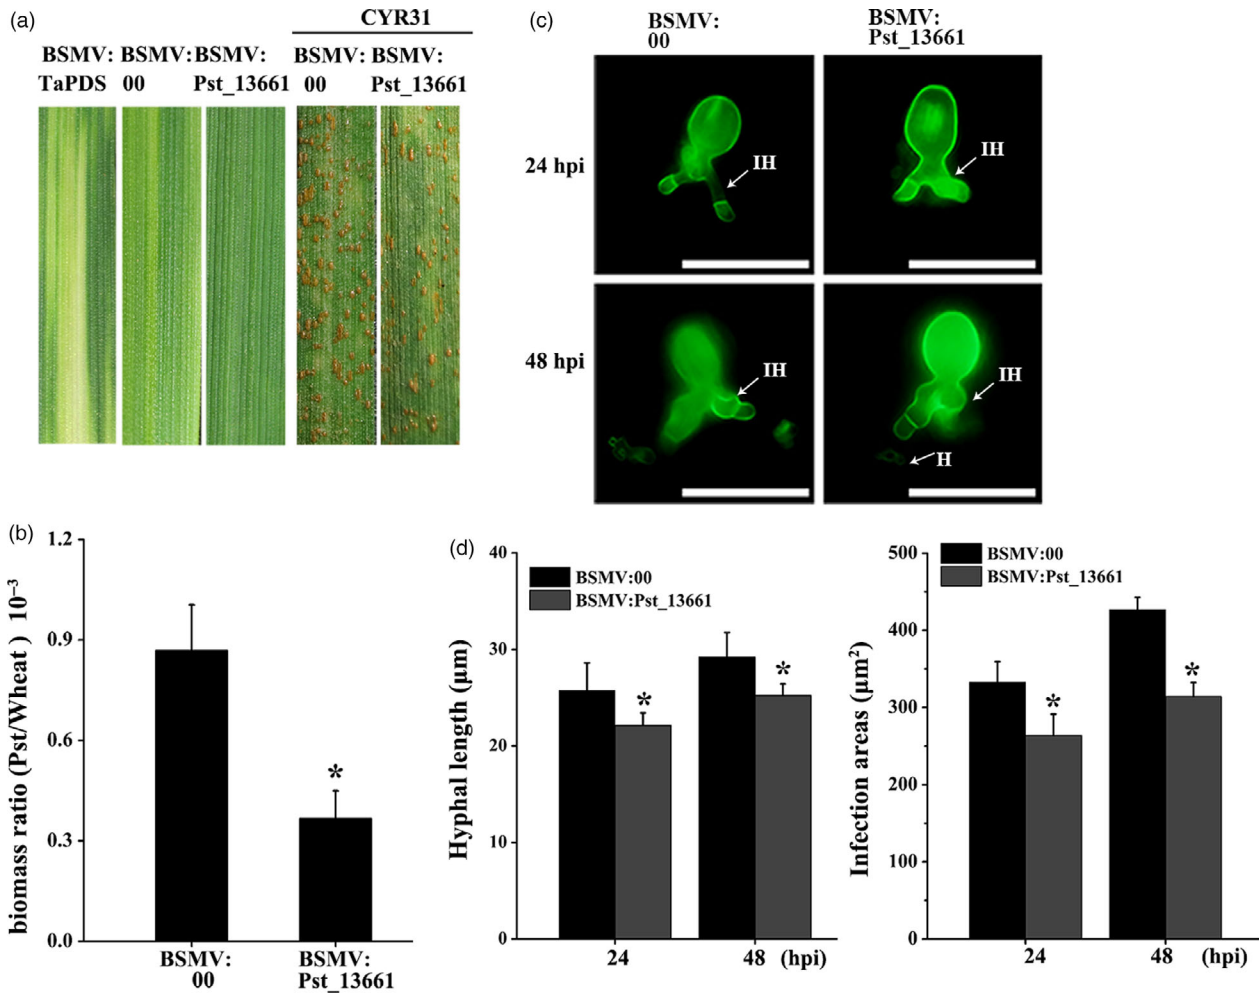 (a)
CYR31
BSMV: BSMV: BSMV: BSMV: BSMV:
TaPDS 00 Pst_13661 00 Pst_13661
(c)
BSMV:
00
BSMV:
Pst_13661
24 hpi
IH
IH
48 hpi
IH
IH
H
(b)
biomass ratio (Pst/Wheat ) 10⁻³
1.2
0.9
0.6
0.3
0.0
*
BSMV:
00
BSMV:
Pst_13661
(d)
Hyphal length (μm)
40
30
20
10
0
BSMV:00
BSMV:Pst_13661
*
*
24 48 (hpi)
Infection areas (μm²)
500
400
300
200
100
0
BSMV:00
BSMV:Pst_13661
*
*
24 48 (hpi)